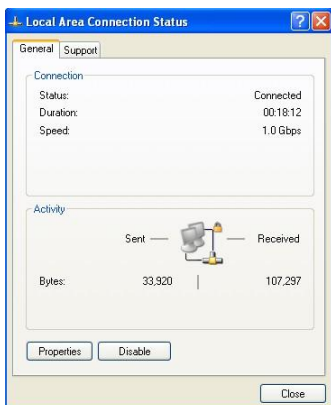 Local Area Connection Status
General Support
Connection
Status: Connected
Duration: 00:18:12
Speed: 1.0 Gbps
Activity
Sent — — Received
Bytes: 33,920 | 107,297
Properties Disable
Close